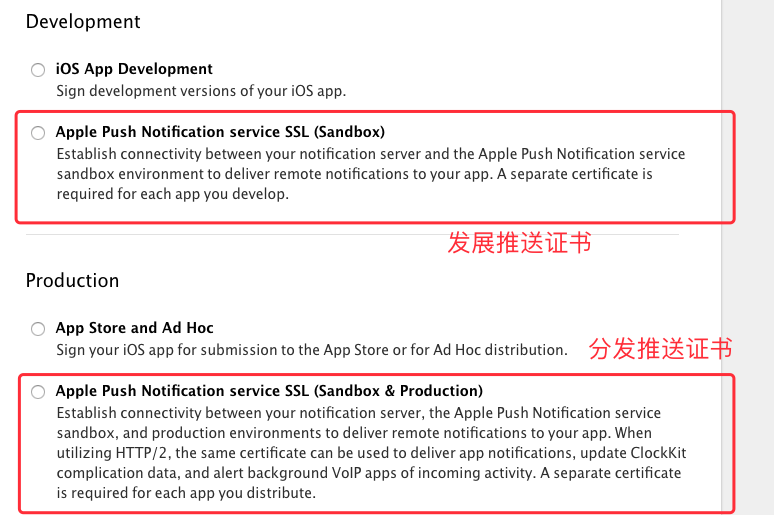 Development
iOS App Development
Sign development versions of your iOS app.
Apple Push Notification service SSL (Sandbox)
Establish connectivity between your notification server and the Apple Push Notification service
sandbox environment to deliver remote notifications to your app. A separate certificate is
required for each app you develop.
发展推送证书
Production
App Store and Ad Hoc
Sign your iOS app for submission to the App Store or for Ad Hoc distribution.
分发推送证书
Apple Push Notification service SSL (Sandbox & Production)
Establish connectivity between your notification server, the Apple Push Notification service
sandbox, and production environments to deliver remote notifications to your app. When
utilizing HTTP/2, the same certificate can be used to deliver app notifications, update ClockKit
complication data, and alert background VoIP apps of incoming activity. A separate certificate
is required for each app you distribute.